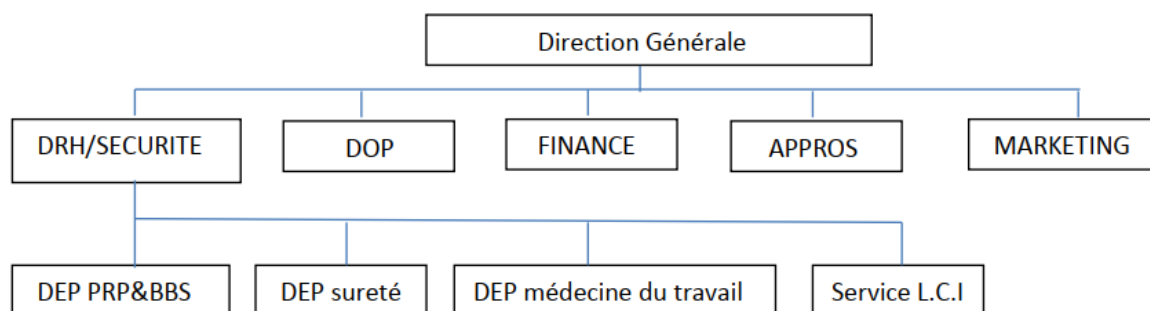 Direction Générale
DRH/SECURITE
DOP
FINANCE
APPROS
MARKETING
DEP PRP&BBS
DEP sureté
DEP médecine du travail
Service L.C.I